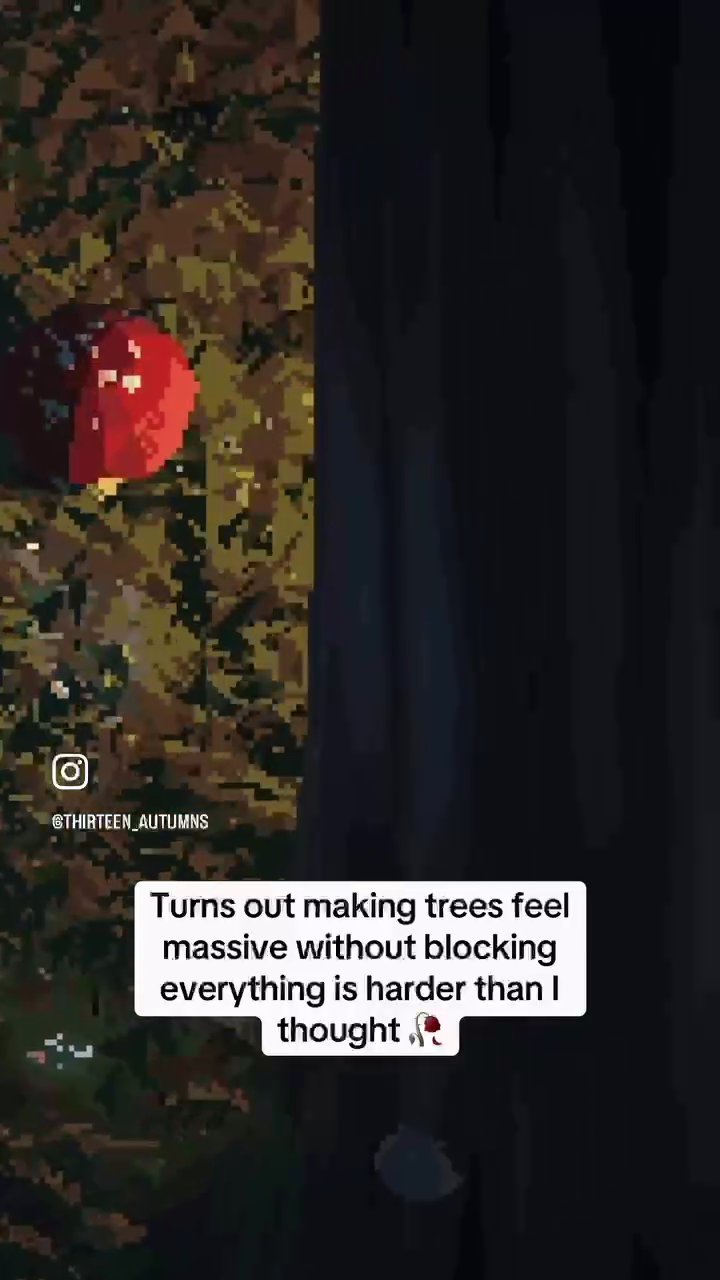 @THIRTEEN_AUTUMNS
Turns out making trees feel
massive without blocking
everything is harder than I
thought 🥀